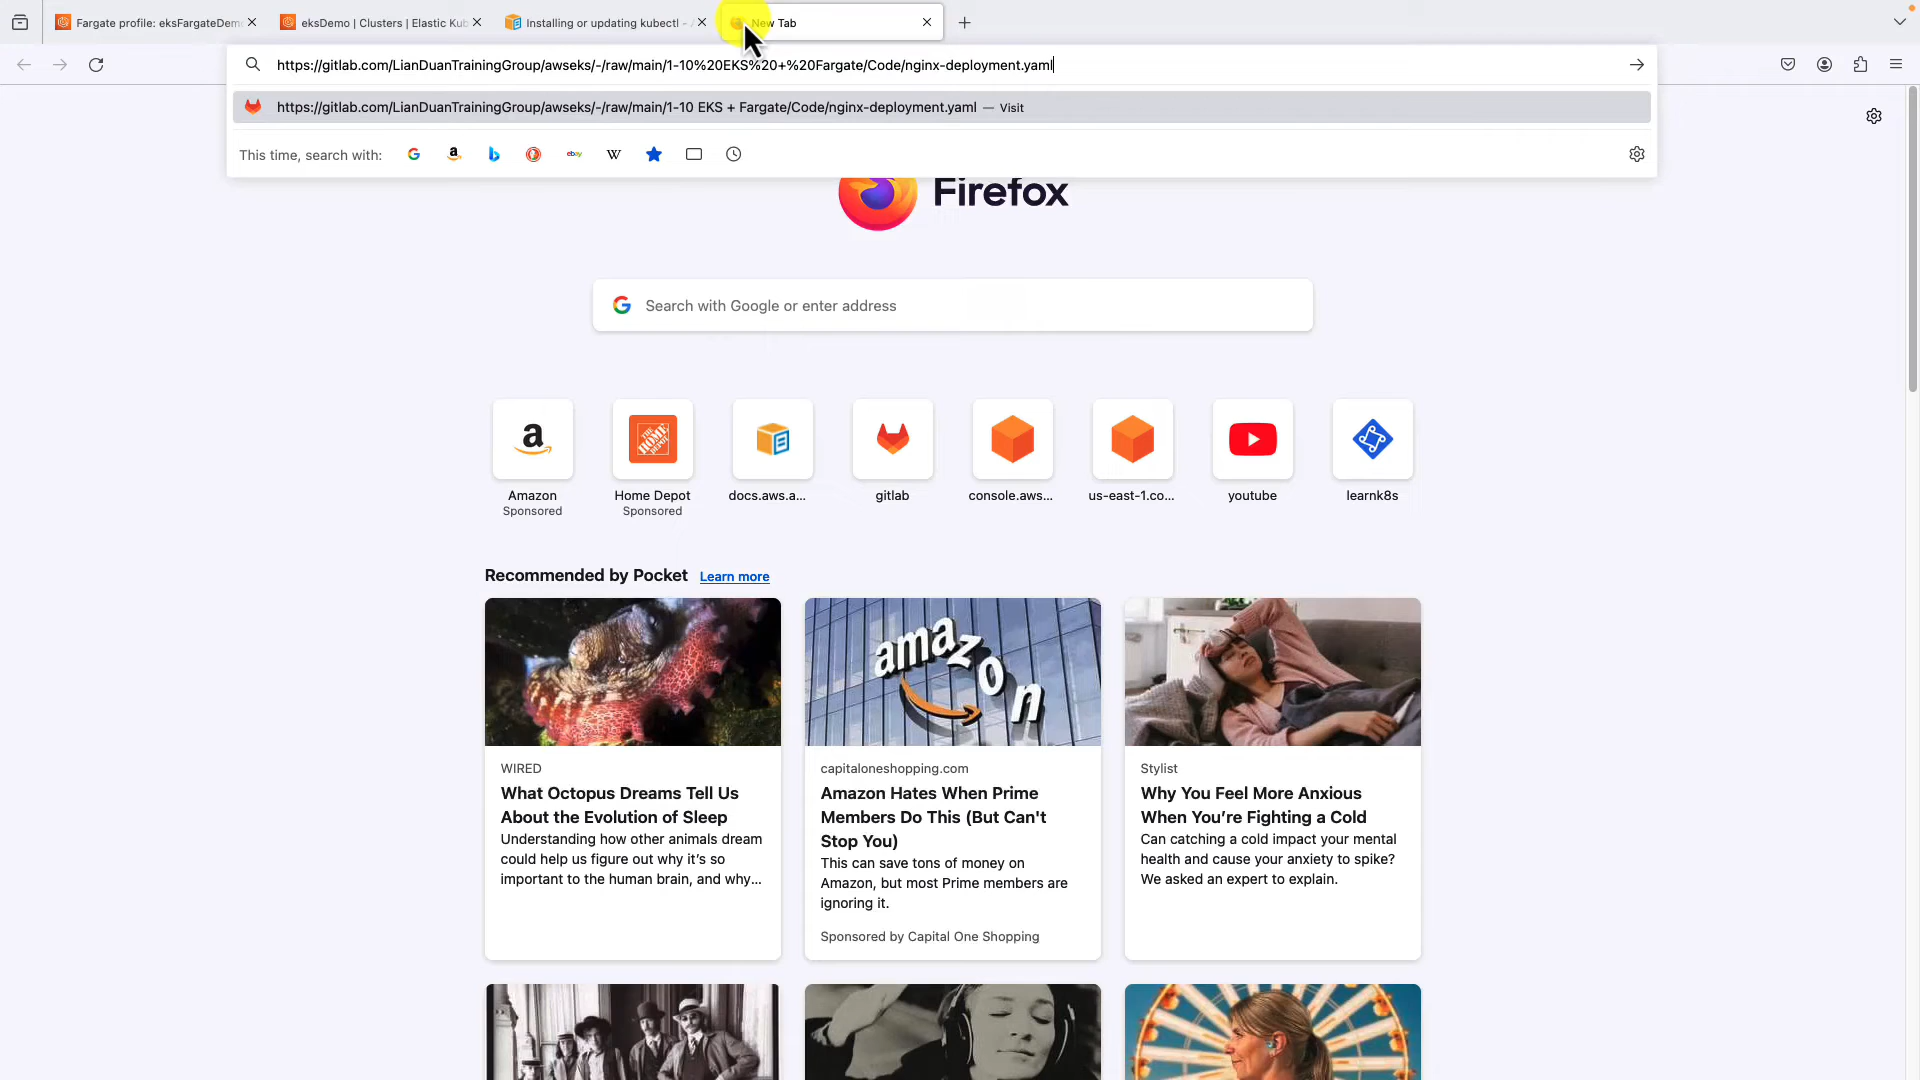 Fargate profile: eksFargateDem
eksDemo | Clusters | Elastic Kub
Installing or updating kubectl -
New Tab
https://gitlab.com/LianDuanTrainingGroup/awseks/-/raw/main/1-10%20EKS%20+%20Fargate/Code/nginx-deployment.yaml
https://gitlab.com/LianDuanTrainingGroup/awseks/-/raw/main/1-10 EKS + Fargate/Code/nginx-deployment.yaml — Visit
This time, search with:
Firefox
Search with Google or enter address
Amazon
Sponsored
Home Depot
Sponsored
docs.aws.a...
gitlab
console.aws...
us-east-1.co...
youtube
learnk8s
Recommended by Pocket Learn more
WIRED
What Octopus Dreams Tell Us
About the Evolution of Sleep
Understanding how other animals dream
could help us figure out why it's so
important to the human brain, and why...
amazon
capitaloneshopping.com
Amazon Hates When Prime
Members Do This (But Can't
Stop You)
This can save tons of money on
Amazon, but most Prime members are
ignoring it.
Sponsored by Capital One Shopping
Stylist
Why You Feel More Anxious
When You're Fighting a Cold
Can catching a cold impact your mental
health and cause your anxiety to spike?
We asked an expert to explain.